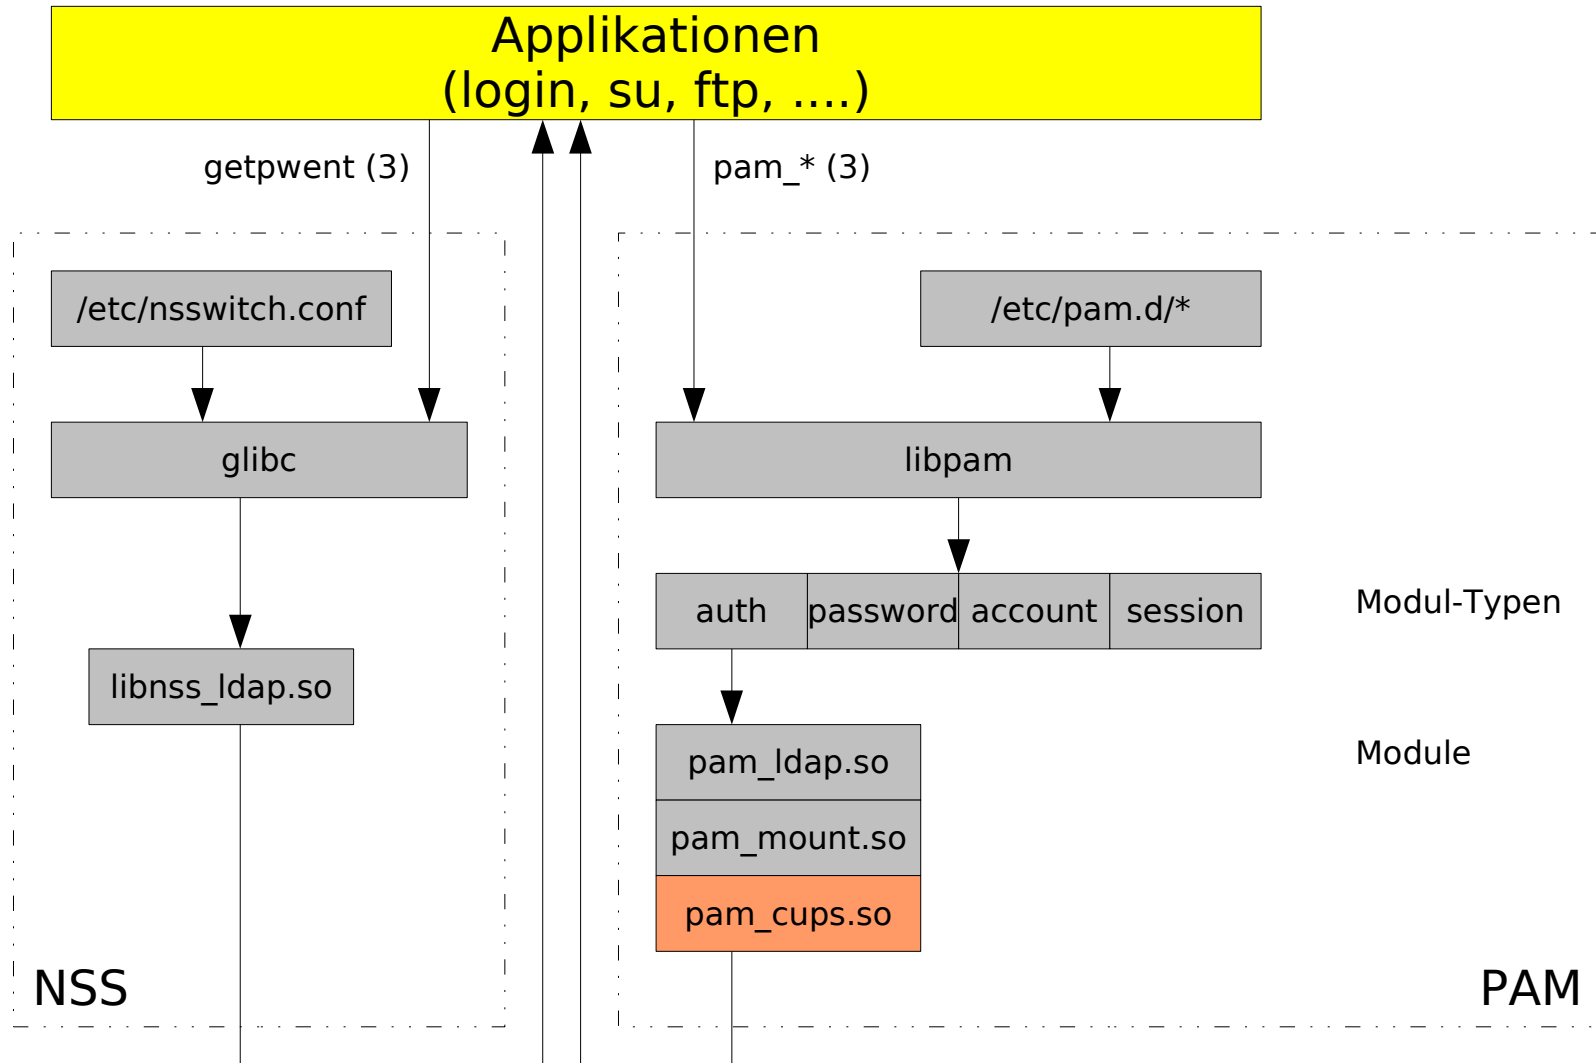 Applikationen
(login, su, ftp, ....)
getpwent (3)
pam_* (3)
/etc/nsswitch.conf
/etc/pam.d/*
glibc
libpam
auth
password
account
session
Modul-Typen
libnss_ldap.so
pam_ldap.so
Module
pam_mount.so
pam_cups.so
NSS
PAM